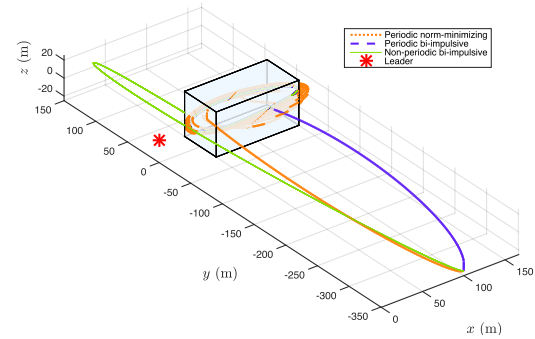 Periodic norm-minimizing
Periodic bi-impulsive
Non-periodic bi-impulsive
Leader
z (m)
20
0
-20
150
100
50
0
-50
-100
-150
-200
-250
-300
-350
y (m)
0
50
100
150
x (m)